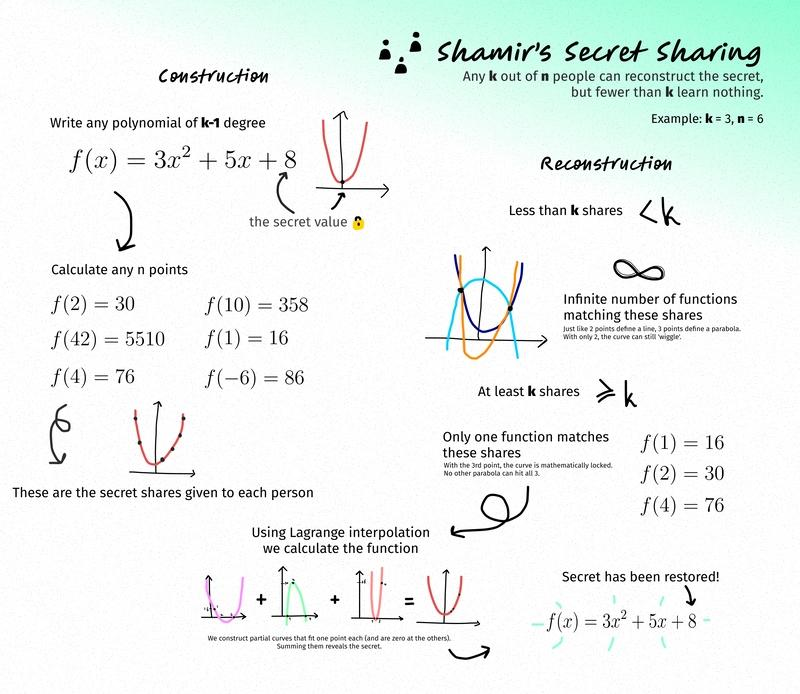 Shamir's Secret Sharing
Any k out of n people can reconstruct the secret,
but fewer than k learn nothing.
Example: k = 3, n = 6
Construction
Write any polynomial of k-1 degree
f(x) = 3x² + 5x + 8
the secret value
Calculate any n points
f(2) = 30
f(10) = 358
f(42) = 5510
f(1) = 16
f(4) = 76
f(−6) = 86
These are the secret shares given to each person
Reconstruction
Less than k shares
<k
∞
Infinite number of functions
matching these shares
Just like 2 points define a line, 3 points define a parabola.
With only 2, the curve can still 'wiggle'.
At least k shares
⩾k
Only one function matches
these shares
With the 3rd point, the curve is mathematically locked.
No other parabola can hit all 3.
f(1) = 16
f(2) = 30
f(4) = 76
Using Lagrange interpolation
we calculate the function
+ + =
We construct partial curves that fit one point each (and are zero at the others).
Summing them reveals the secret.
Secret has been restored!
f(x) = 3x² + 5x + 8